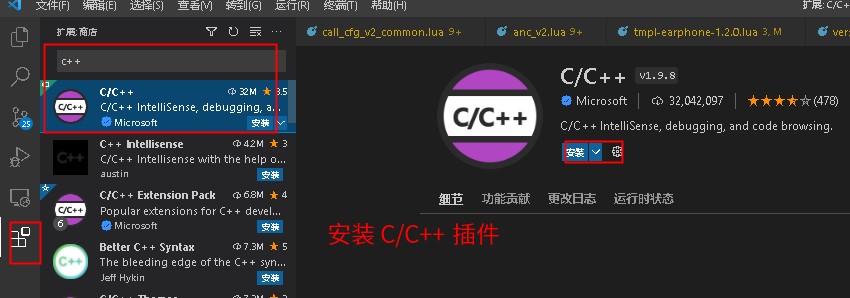 编辑(E) 选择(S) 查看(V) 转到(G) 运行(R) 终端(T) 帮助(H)
扩展: C/C+
扩展:商店
call_cfg_v2_common.lua 9+
anc_v2.lua 9+
tmpl-earphone-1.2.0.lua 3, M
vers
c++
C/C++ 32M 3.5
C/C++ IntelliSense, debugging, a...
Microsoft 安装
C++ Intellisense 4.2M 3
C/C++ Intellisense with the help o...
austin 安装
C/C++ Extension Pack 6.8M 4
Popular extensions for C++ devel...
Microsoft 安装
6
Better C++ Syntax 7.3M 5
The bleeding edge of the C++ syn...
Jeff Hykin 安装
C/C++ Themes
25
C/C++
C/C++ v1.9.8
Microsoft 32,042,097 (478)
C/C++ IntelliSense, debugging, and code browsing.
安装
细节 功能贡献 更改日志 运行时状态
安装 C/C++ 插件